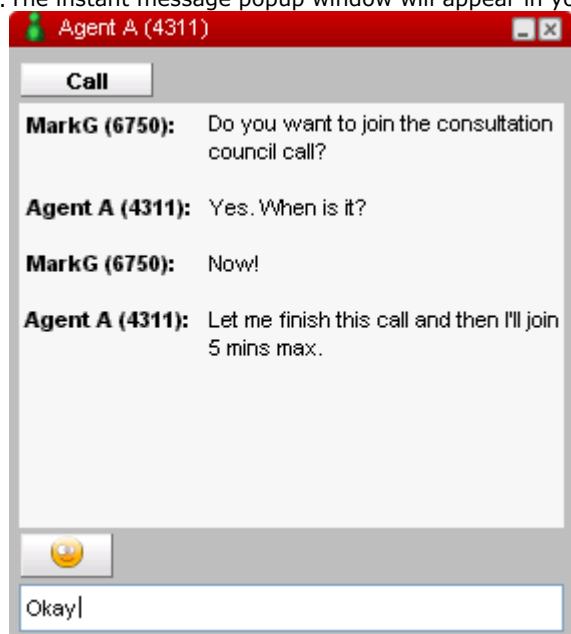 . The instant message popup window will appear in yo
Agent A (4311)
Call
MarkG (6750): Do you want to join the consultation
council call?
Agent A (4311): Yes. When is it?
MarkG (6750): Now!
Agent A (4311): Let me finish this call and then I'll join
5 mins max.
Okay